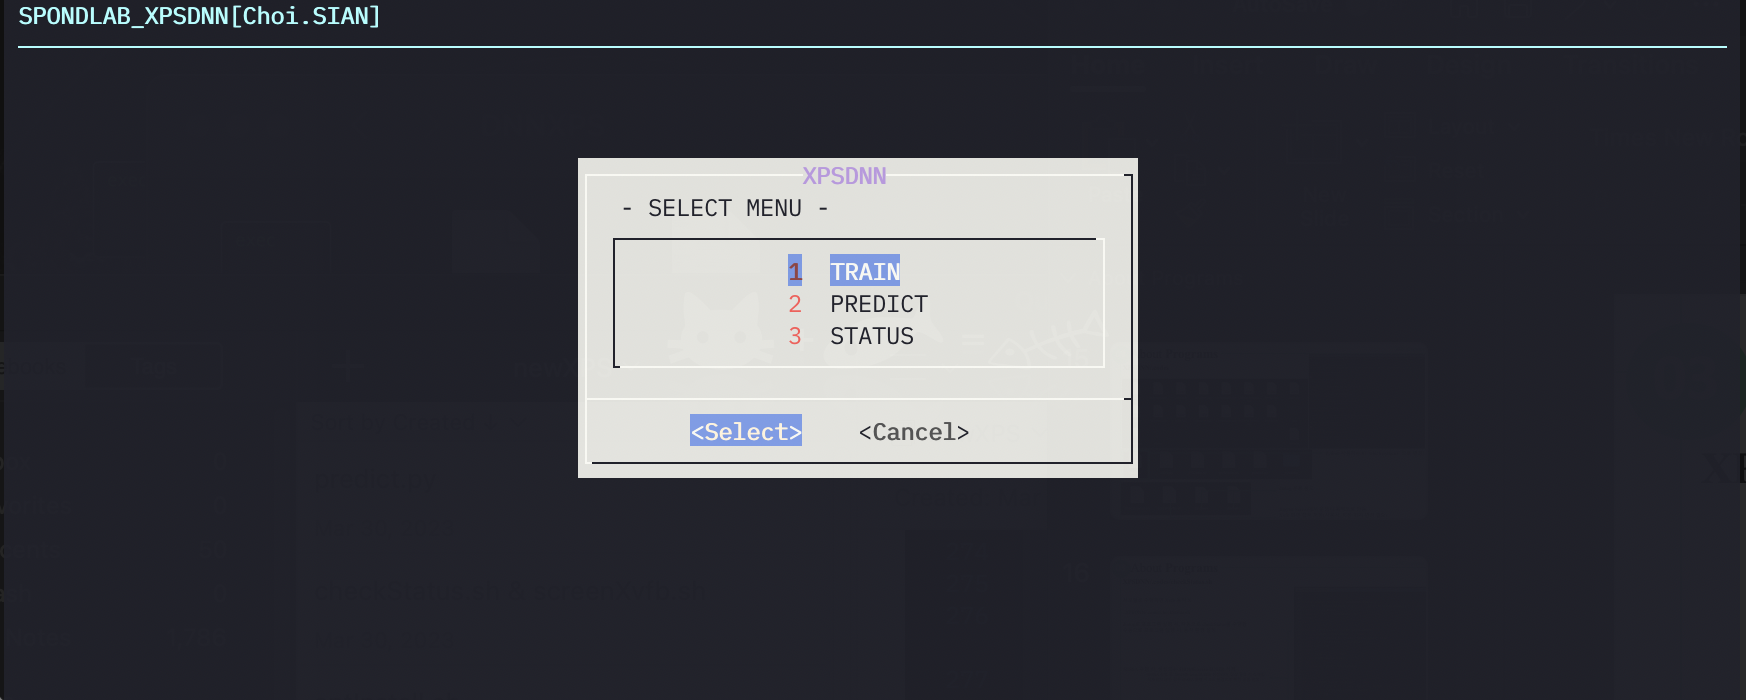 SPONDLAB_XPSDNN[Choi.SIAN]
XPSDNN
- SELECT MENU -
1 TRAIN
2 PREDICT
3 STATUS
<Select> <Cancel>